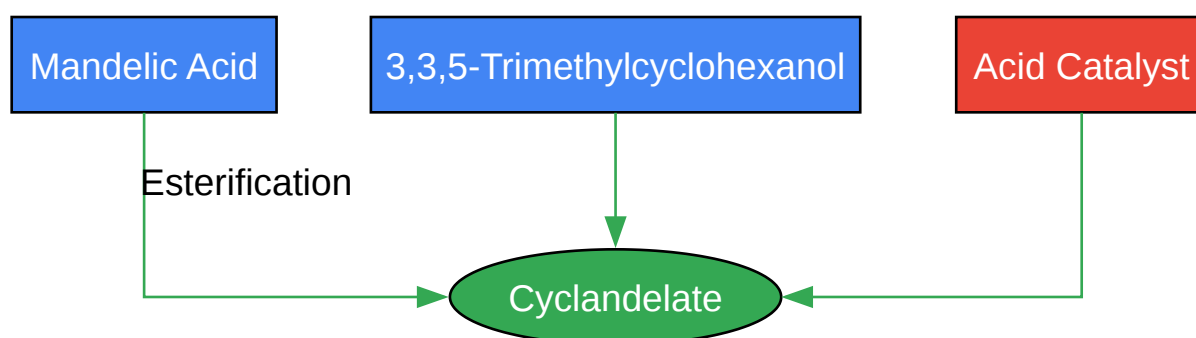 Mandelic Acid
3,3,5-Trimethylcyclohexanol
Acid Catalyst
Esterification
Cyclandelate